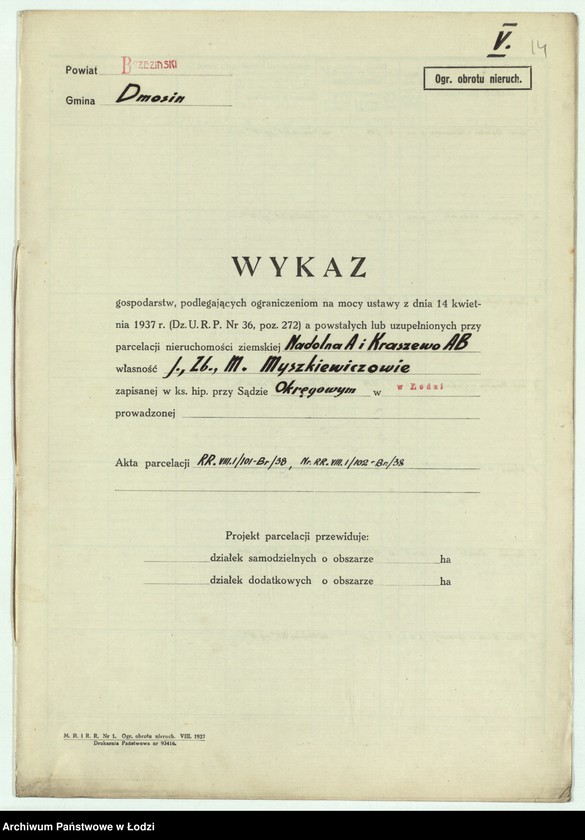 V. 14
Powiat Brzeziński
Ogr. obrotu nieruch.
Gmina Dmosin
WYKAZ
gospodarstw, podlegających ograniczeniom na mocy ustawy z dnia 14 kwiet-
nia 1937 r. (Dz. U. R. P. Nr 36, poz. 272) a powstałych lub uzupełnionych przy
parcelacji nieruchomości ziemskiej Nadolna A i Kraszewo AB
własność J., Zb., M. Myszkiewiczowie
zapisanej w ks. hip. przy Sądzie Okręgowym w w Łodzi
prowadzonej
Akta parcelacji RR. VIII. 1/101-Br/38, Nr. RR. VIII. 1/102-Br/38
Projekt parcelacji przewiduje:
działek samodzielnych o obszarze ha
działek dodatkowych o obszarze ha
M. R. i R. R. Nr 1. Ogr. obrotu nieruch. VIII. 1937
Drukarnia Państwowa nr 93416.
Archiwum Państwowe w Łodzi